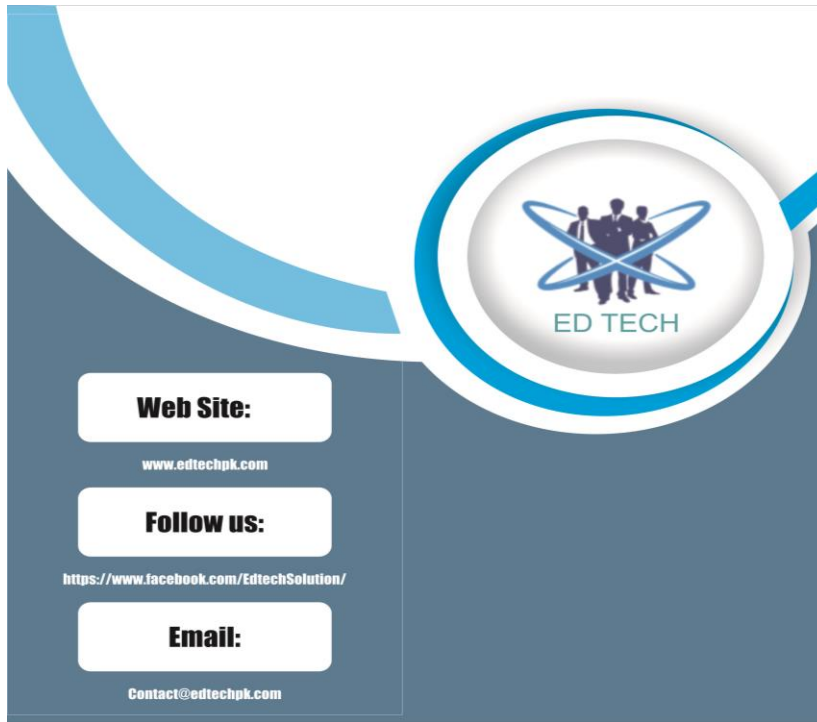 ED TECH
Web Site:
www.edtechpk.com
Follow us:
https://www.facebook.com/EdtechSolution/
Email:
Contact@edtechpk.com